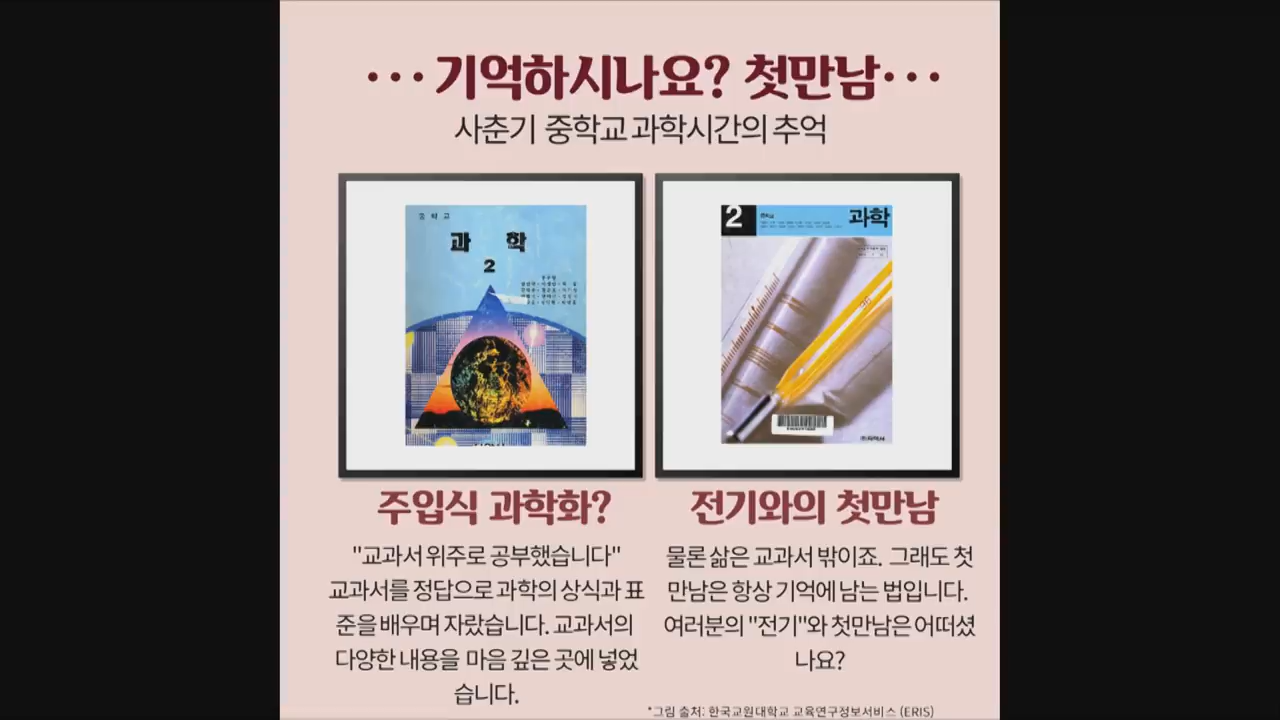 ···기억하시나요? 첫만남···
사춘기 중학교 과학시간의 추억
중 학 교
과 학
2
2
과학
주입식 과학화?
"교과서 위주로 공부했습니다"
교과서를 정답으로 과학의 상식과 표
준을 배우며 자랐습니다. 교과서의
다양한 내용을 마음 깊은 곳에 넣었
습니다.
전기와의 첫만남
물론 삶은 교과서 밖이죠. 그래도 첫
만남은 항상 기억에 남는 법입니다.
여러분의 "전기"와 첫만남은 어떠셨
나요?
*그림 출처: 한국교원대학교 교육연구정보서비스 (ERIS)